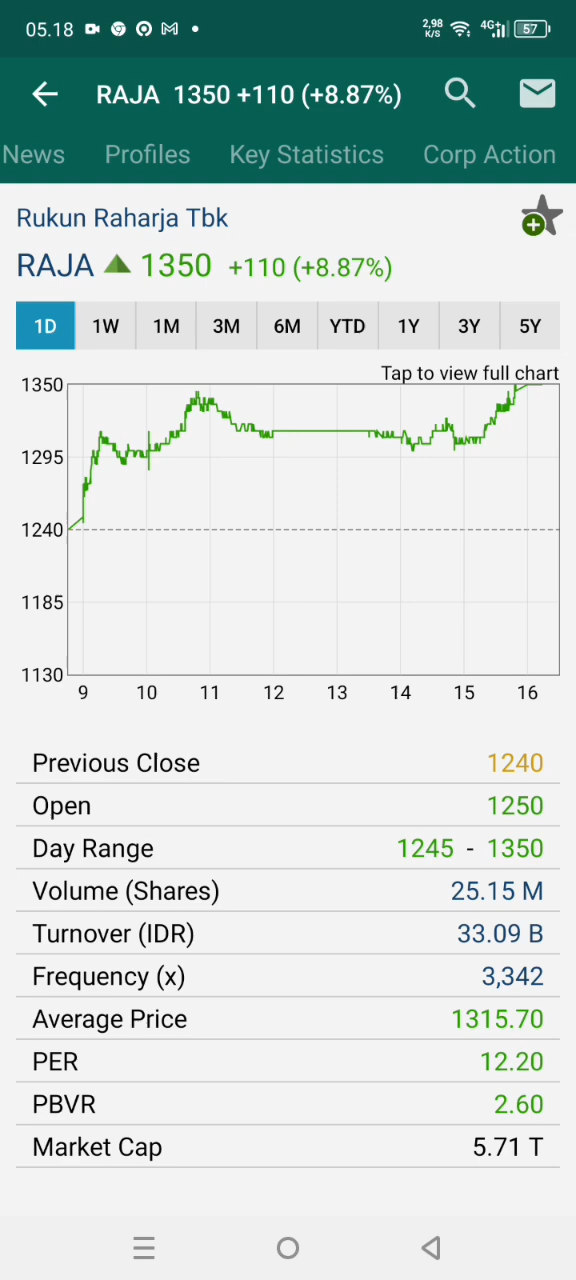 05.18 2,98 K/S 4G+ 57
RAJA 1350 +110 (+8.87%)
News Profiles Key Statistics Corp Action
Rukun Raharja Tbk
RAJA 1350 +110 (+8.87%)
1D 1W 1M 3M 6M YTD 1Y 3Y 5Y
Tap to view full chart
1350
1295
1240
1185
1130
9 10 11 12 13 14 15 16
Previous Close 1240
Open 1250
Day Range 1245 - 1350
Volume (Shares) 25.15 M
Turnover (IDR) 33.09 B
Frequency (x) 3,342
Average Price 1315.70
PER 12.20
PBVR 2.60
Market Cap 5.71 T